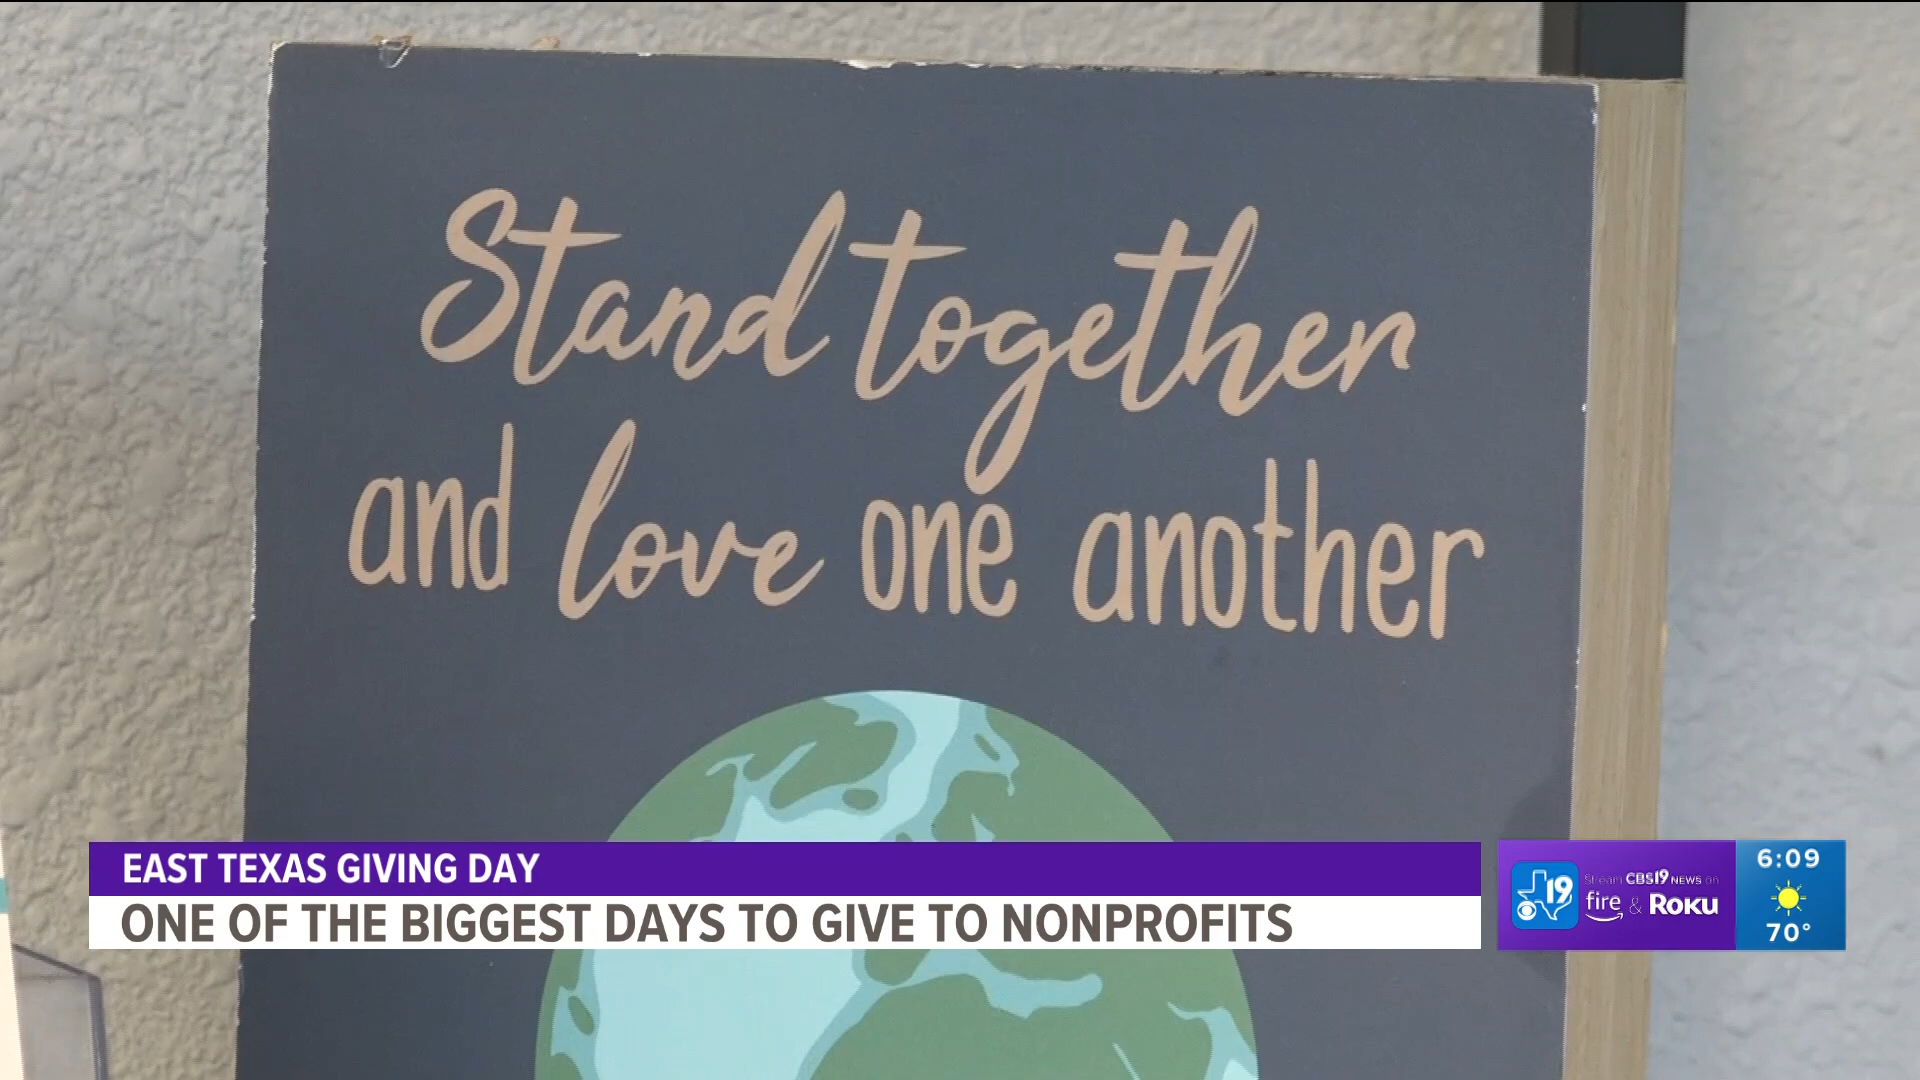 Stand together
and love one another
EAST TEXAS GIVING DAY
ONE OF THE BIGGEST DAYS TO GIVE TO NONPROFITS
19
Stream CBS19 NEWS on
fire & ROKU
6:09
70°